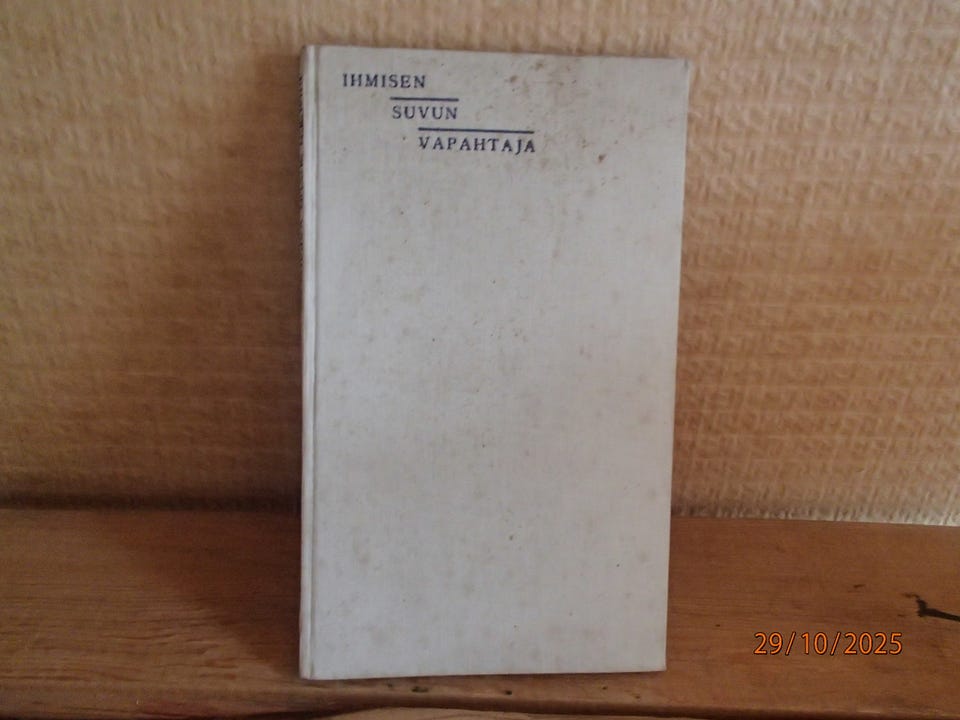 IHMISEN
SUVUN
VAPAHTAJA
29/10/2025